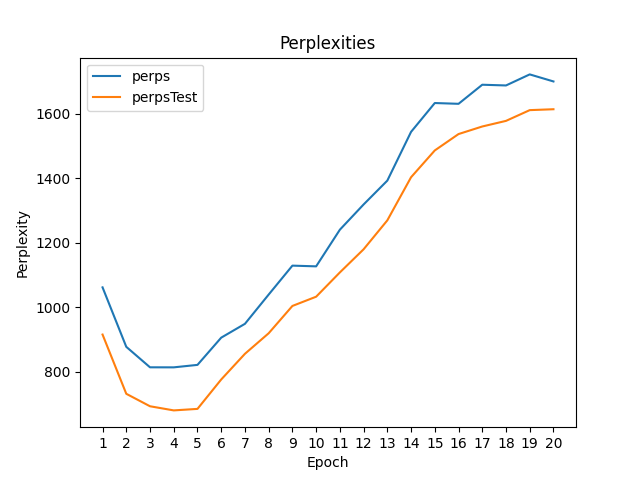 Perplexities
perps
perpsTest
1600
1400
1200
1000
800
Perplexity
1 2 3 4 5 6 7 8 9 10 11 12 13 14 15 16 17 18 19 20
Epoch